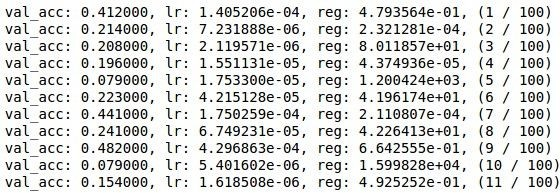 val_acc: 0.412000, lr: 1.405206e-04, reg: 4.793564e-01, (1 / 100)
val_acc: 0.214000, lr: 7.231888e-06, reg: 2.321281e-04, (2 / 100)
val_acc: 0.208000, lr: 2.119571e-06, reg: 8.011857e+01, (3 / 100)
val_acc: 0.196000, lr: 1.551131e-05, reg: 4.374936e-05, (4 / 100)
val_acc: 0.079000, lr: 1.753300e-05, reg: 1.200424e+03, (5 / 100)
val_acc: 0.223000, lr: 4.215128e-05, reg: 4.196174e+01, (6 / 100)
val_acc: 0.441000, lr: 1.750259e-04, reg: 2.110807e-04, (7 / 100)
val_acc: 0.241000, lr: 6.749231e-05, reg: 4.226413e+01, (8 / 100)
val_acc: 0.482000, lr: 4.296863e-04, reg: 6.642555e-01, (9 / 100)
val_acc: 0.079000, lr: 5.401602e-06, reg: 1.599828e+04, (10 / 100)
val_acc: 0.154000, lr: 1.618508e-06, reg: 4.925252e-01, (11 / 100)